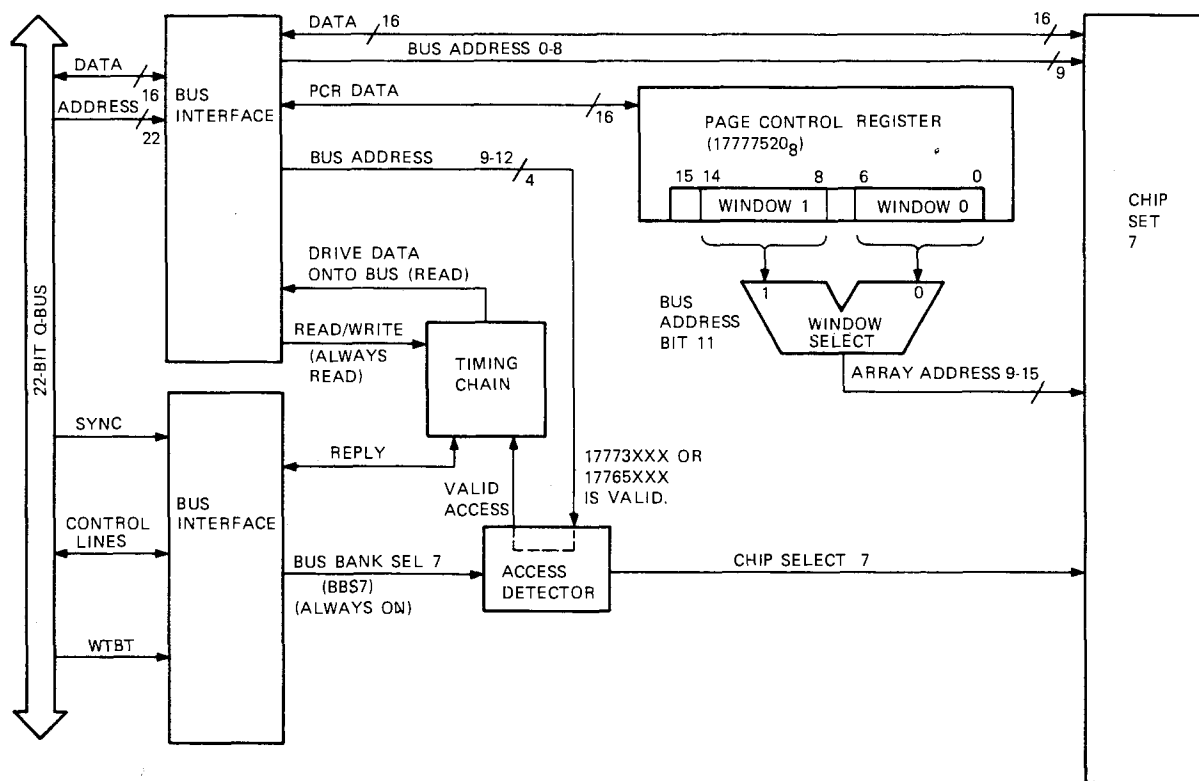 DATA
16
16
BUS ADDRESS 0-8
9
DATA
16
ADDRESS
22
BUS
INTERFACE
PCR DATA
16
PAGE CONTROL REGISTER
(17777520₈)
15 14 8 6 0
WINDOW 1
WINDOW 0
CHIP
SET
7
BUS ADDRESS 9-12
4
DRIVE DATA
ONTO BUS (READ)
1 0
BUS
ADDRESS
BIT 11
WINDOW
SELECT
READ/WRITE
(ALWAYS
READ)
TIMING
CHAIN
ARRAY ADDRESS 9-15
22-BIT Q-BUS
SYNC
REPLY
VALID
ACCESS
17773XXX OR
17765XXX
IS VALID.
BUS
INTERFACE
CONTROL
LINES
BUS BANK SEL 7
(BBS7)
(ALWAYS ON)
ACCESS
DETECTOR
CHIP SELECT 7
WTBT